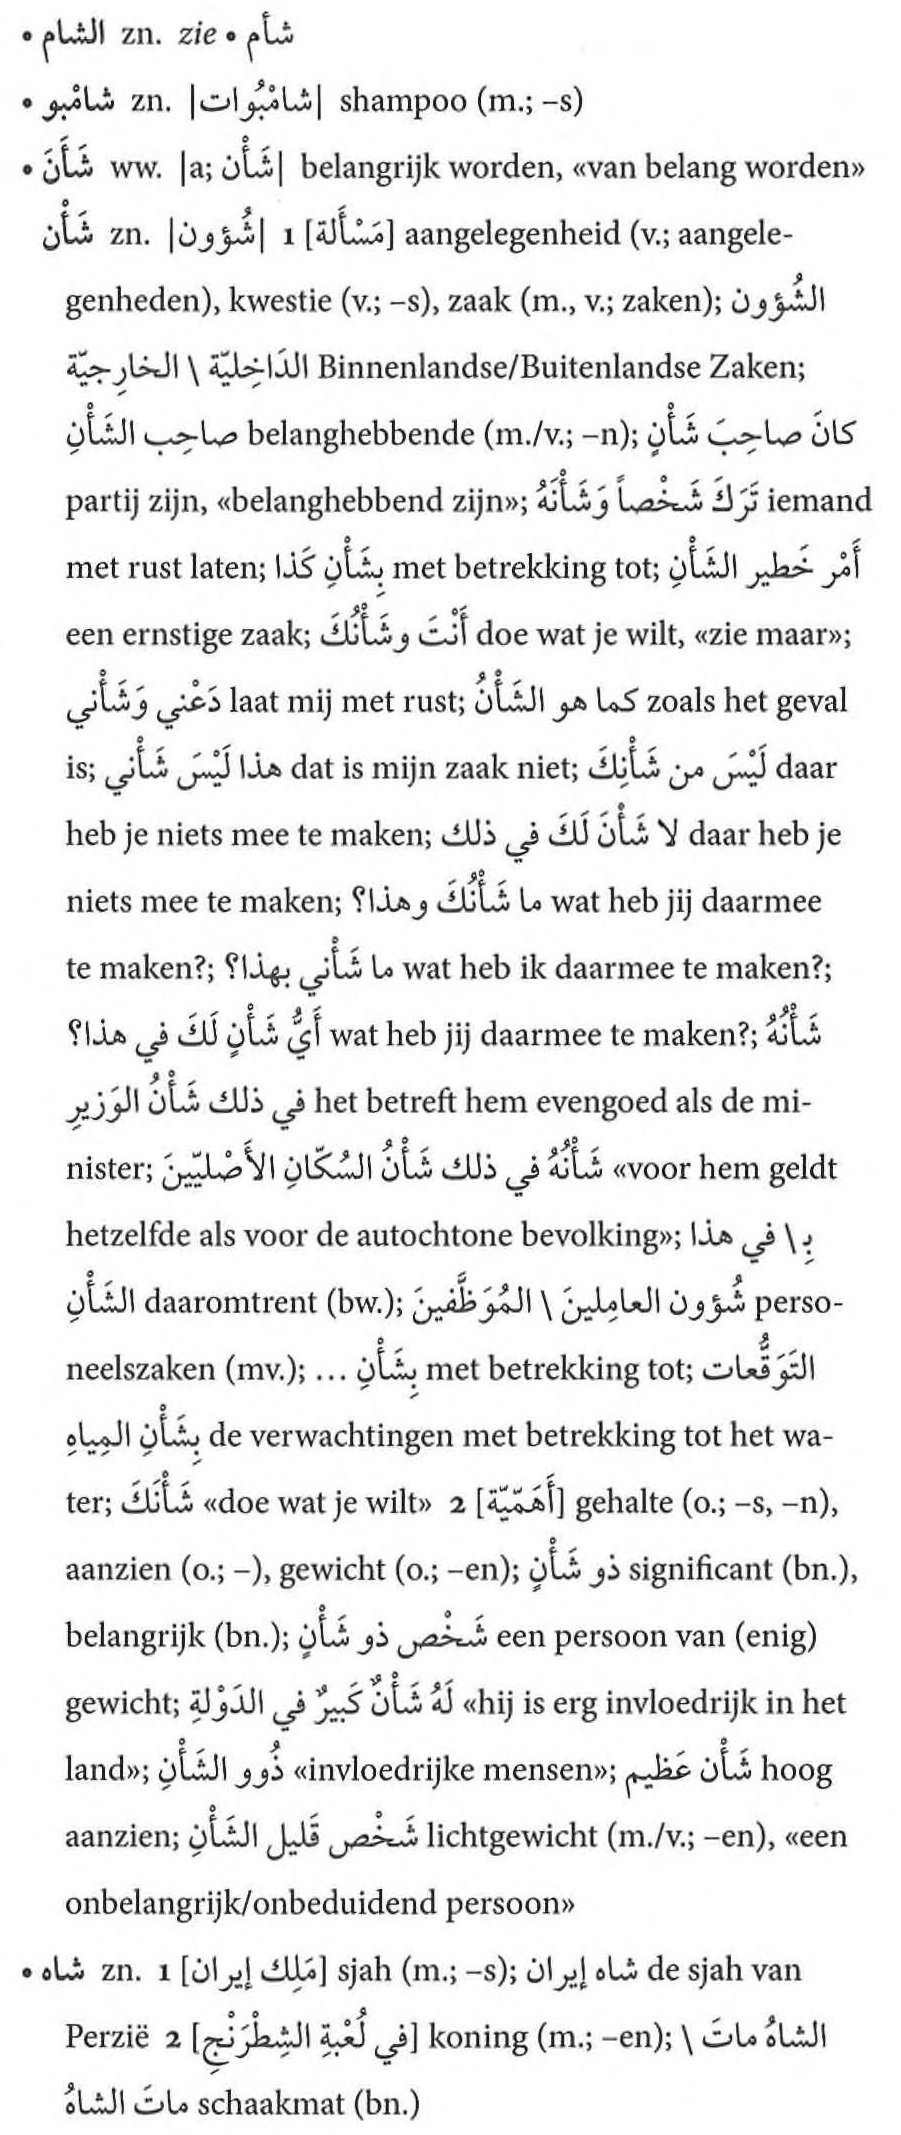 • الشام zn. zie • شأم
• شامْبو zn. |شامْبُوات| shampoo (m.; –s)
• شَأَنَ ww. |a; شَأْن| belangrijk worden, «van belang worden»
شَأْن zn. |شُؤون| 1 [مَسْأَلة] aangelegenheid (v.; aangele-
genheden), kwestie (v.; –s), zaak (m., v.; zaken); الشُؤون
الدَاخِليّة \ الخارِجيّة Binnenlandse/Buitenlandse Zaken;
صاحِب الشَأْنِ belanghebbende (m./v.; –n); كانَ صاحِبَ شَأْنٍ
partij zijn, «belanghebbend zijn»; تَرَكَ شَخْصاً وَشَأْنَهُ iemand
met rust laten; بِشَأْنِ كَذا met betrekking tot; أَمْر خَطير الشَأْنِ
een ernstige zaak; أَنْتَ وشَأْنُكَ doe wat je wilt, «zie maar»;
دَعْني وَشَأْني laat mij met rust; كما هو الشَأْنُ zoals het geval
is; هذا لَيْسَ شَأْني dat is mijn zaak niet; لَيْسَ من شَأْنِكَ daar
heb je niets mee te maken; لا شَأْنَ لَكَ في ذلك daar heb je
niets mee te maken; ما شَأْنُكَ وهذا؟ wat heb jij daarmee
te maken?; ما شَأْني بهذا؟ wat heb ik daarmee te maken?;
أَيُّ شَأْنٍ لَكَ في هذا؟ wat heb jij daarmee te maken?; شَأْنُهُ
في ذلك شَأْنُ الوَزيرِ het betreft hem evengoed als de mi-
nister; شَأْنُهُ في ذلك شَأْنُ السُكّانِ الأَصْليّينَ «voor hem geldt
hetzelfde als voor de autochtone bevolking»; بِـ \ في هذا
الشَأْنِ daaromtrent (bw.); شُؤون العامِلينَ \ المُوَظَّفينَ perso-
neelszaken (mv.); بِشَأْنِ ... met betrekking tot; التَوَقُّعات
بِشَأْنِ المِياهِ de verwachtingen met betrekking tot het wa-
ter; شَأْنَكَ «doe wat je wilt» 2 [أَهَمّيّة] gehalte (o.; –s, –n),
aanzien (o.; –), gewicht (o.; –en); ذو شَأْنٍ significant (bn.),
belangrijk (bn.); شَخْص ذو شَأْنٍ een persoon van (enig)
gewicht; لَهُ شَأْنٌ كَبيرٌ في الدَوْلةِ «hij is erg invloedrijk in het
land»; ذُوو الشَأْنِ «invloedrijke mensen»; شَأْن عَظيم hoog
aanzien; شَخْص قَليل الشَأْنِ lichtgewicht (m./v.; –en), «een
onbelangrijk/onbeduidend persoon»
• شاه zn. 1 [مَلِك إيران] sjah (m.; –s); شاه إيران de sjah van
Perzië 2 [في لُعْبةِ الشِطْرَنْجِ] koning (m.; –en); الشاهُ ماتَ \
ماتَ الشاهُ schaakmat (bn.)